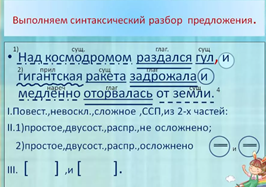 Выполняем синтаксический разбор предложения.
1) сущ. глаг. сущ
• Над космодромом раздался гул, и
2) прил сущ глаг.
гигантская ракета задрожала и
нареч глаг. 4
медленно оторвалась от земли.
I.Повест.,невоскл.,сложное ,ССП,из 2-х частей:
II.1)простое,двусост.,распр.,не осложнено;
2)простое,двусост.,распр.,осложнено и
III. [ ] ,и [ ].